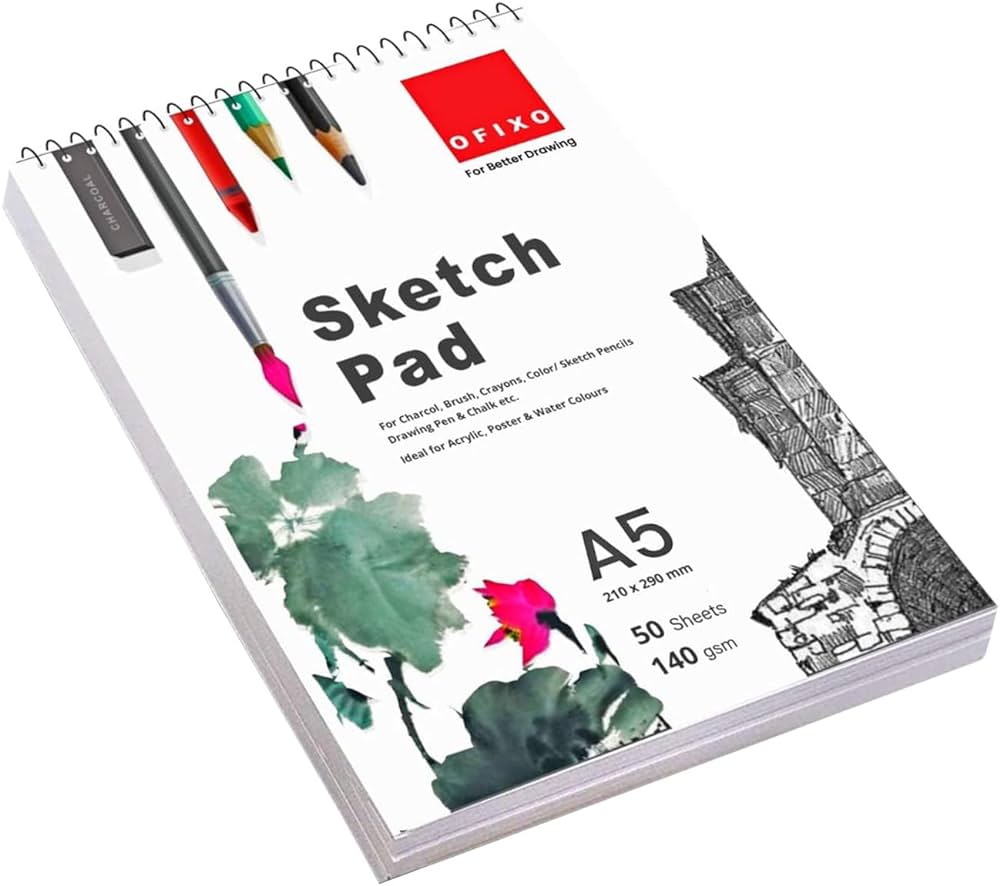 OFIXO
For Better Drawing
CHARCOAL
Sketch
Pad
For Charcol, Brush, Crayons, Color/ Sketch Pencils
Drawing Pen & Chalk etc.
Ideal for Acrylic, Poster & Water Colours
A5
210 x 290 mm
50 Sheets
140 gsm